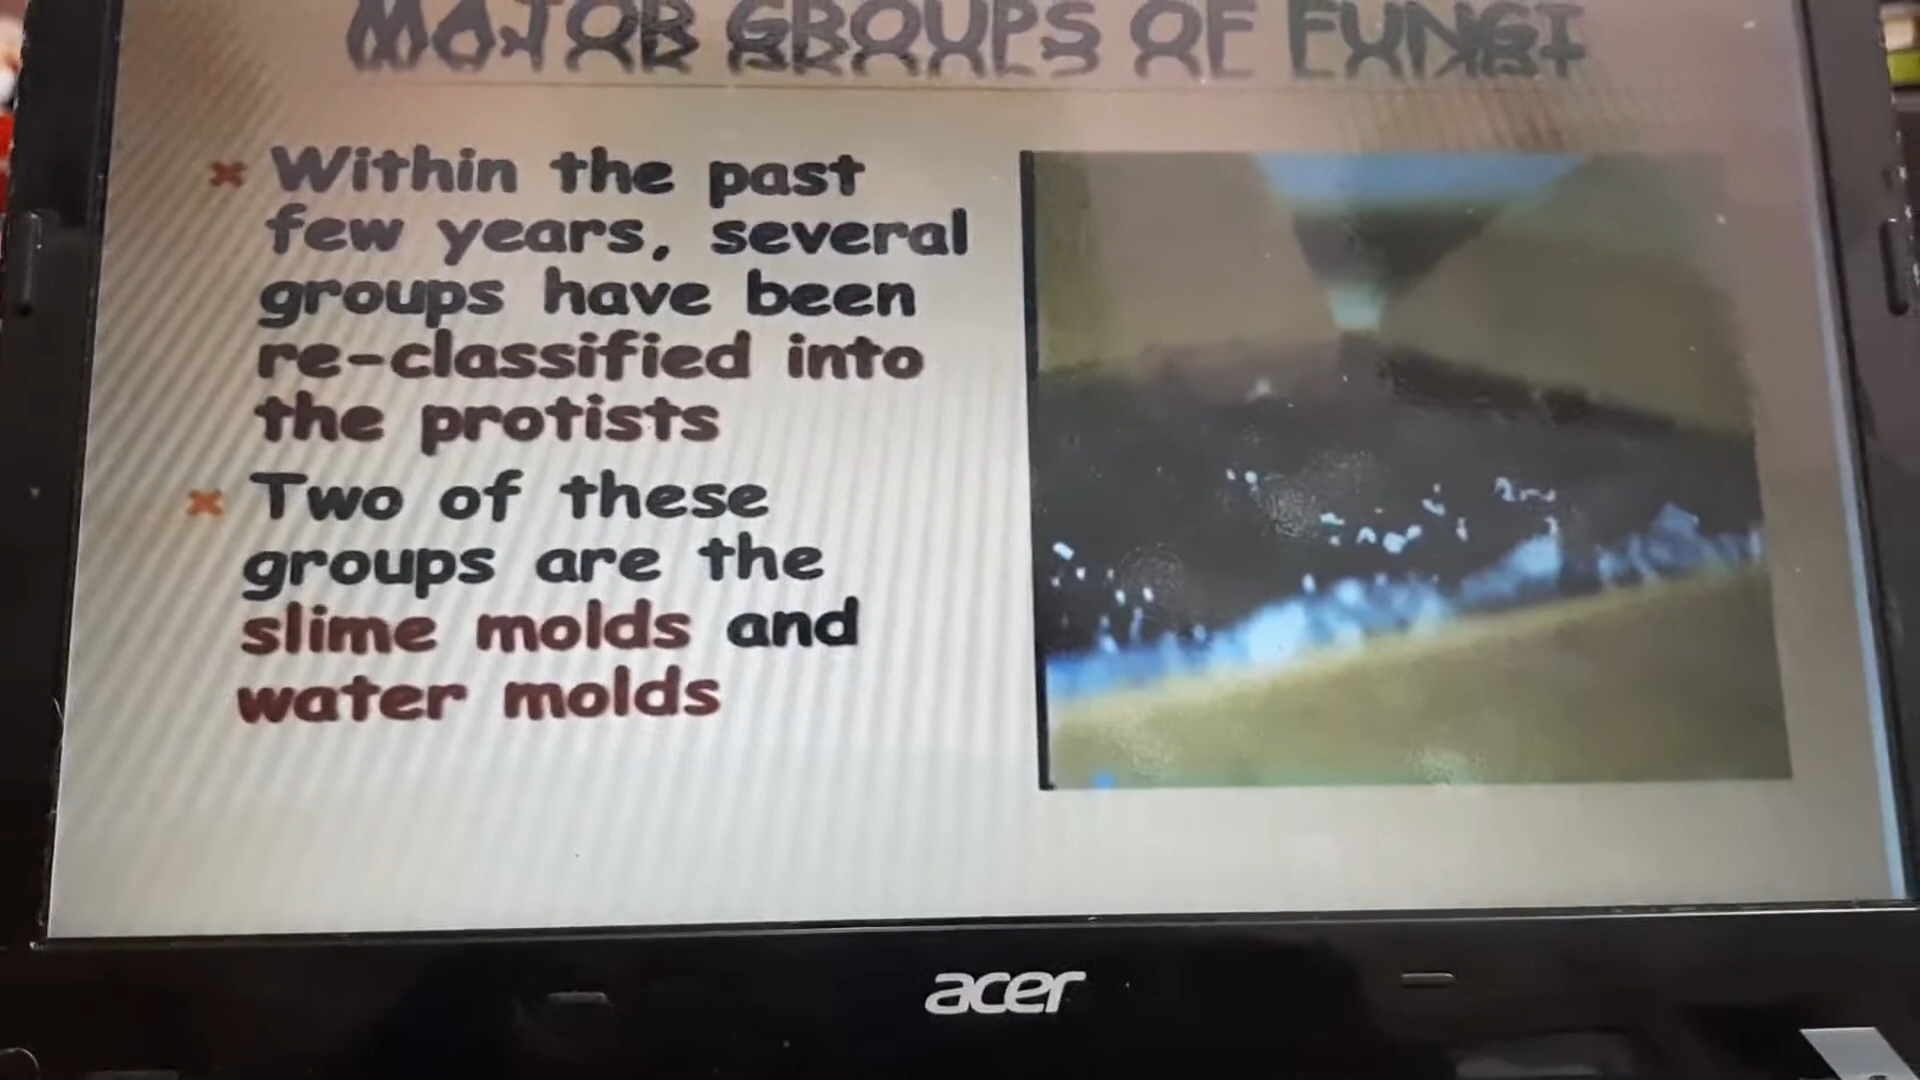 MAJOR GROUPS OF FUNGI
Within the past
few years, several
groups have been
re-classified into
the protists
Two of these
groups are the
slime molds and
water molds
acer